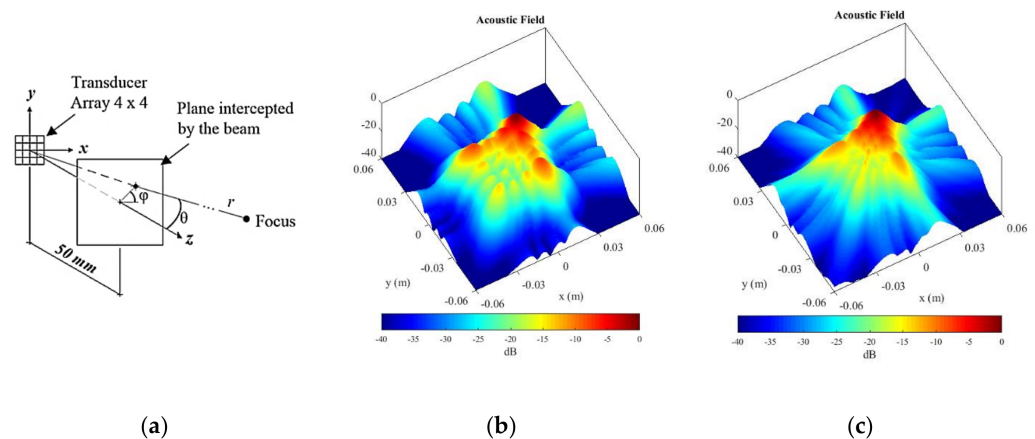 y
Transducer
Array 4 x 4
Plane intercepted
by the beam
x
φ
r
θ
Focus
z
50 mm
(a)
Acoustic Field
0
-20
-40
0.06
0.03
0
-0.03
-0.06
y (m)
-0.06
-0.03
0
0.03
0.06
x (m)
-40 -35 -30 -25 -20 -15 -10 -5 0
dB
(b)
Acoustic Field
0
-20
-40
0.06
0.03
0
-0.03
-0.06
y (m)
-0.06
-0.03
0
0.03
0.06
x (m)
-40 -35 -30 -25 -20 -15 -10 -5 0
dB
(c)